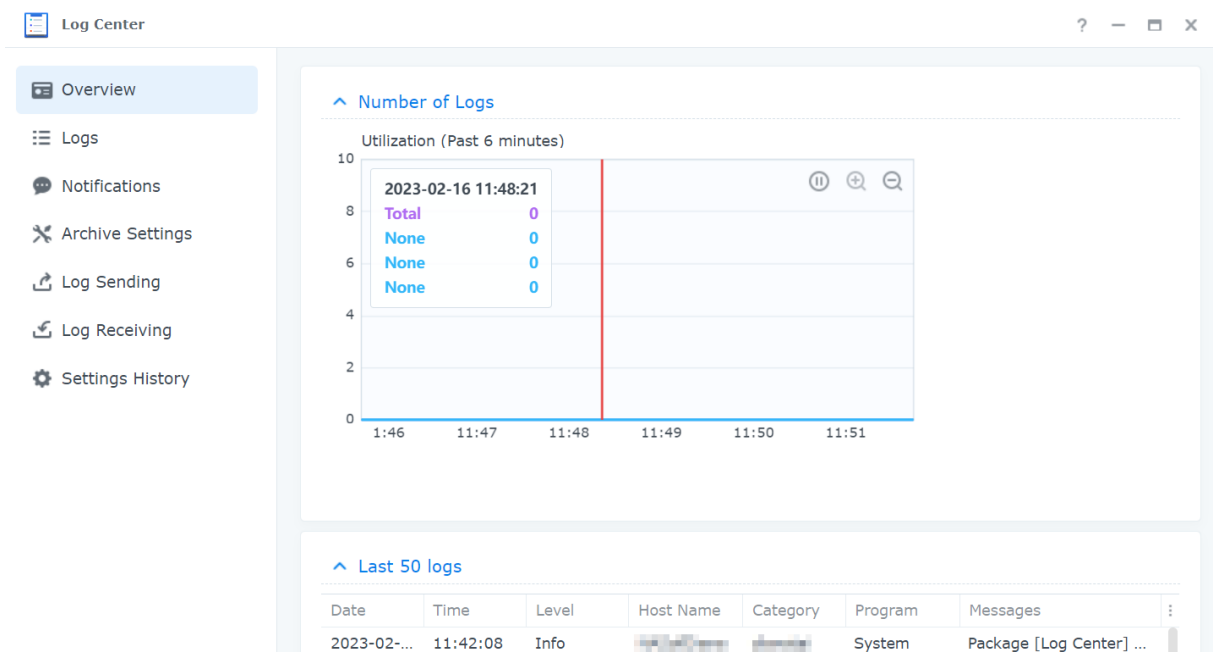 Log Center
?
Overview
Logs
Notifications
Archive Settings
Log Sending
Log Receiving
Settings History
Number of Logs
Utilization (Past 6 minutes)
10
8
6
4
2
0
2023-02-16 11:48:21
Total 0
None 0
None 0
None 0
1:46 11:47 11:48 11:49 11:50 11:51
Last 50 logs
Date Time Level Host Name Category Program Messages
2023-02-... 11:42:08 Info System Package [Log Center] ...